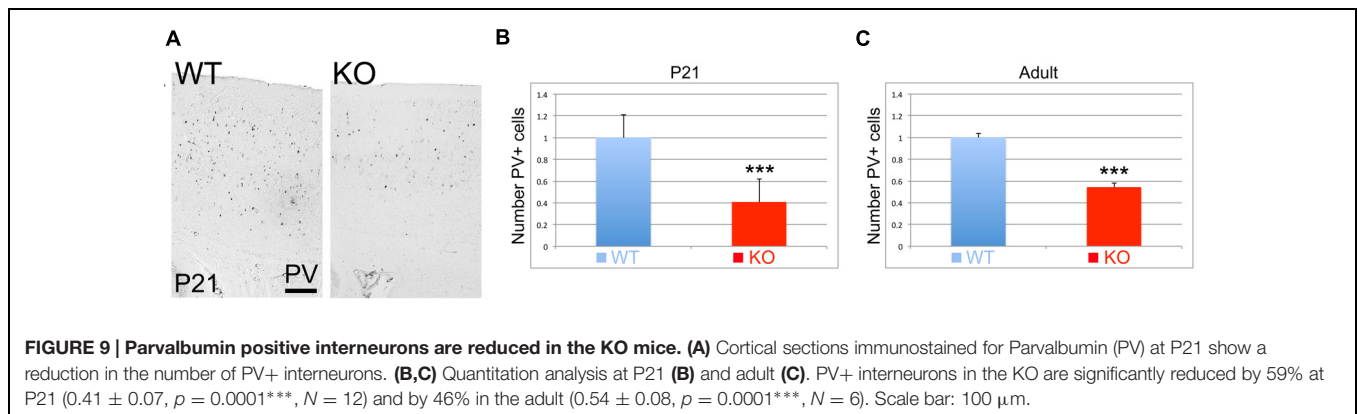 A
WT
KO
P21
PV
B
P21
Number PV+ cells
1.4
1.2
1
0.8
0.6
0.4
0.2
0
***
WT
KO
C
Adult
Number PV+ cells
1.4
1.2
1
0.8
0.6
0.4
0.2
0
***
WT
KO
FIGURE 9 | Parvalbumin positive interneurons are reduced in the KO mice. (A) Cortical sections immunostained for Parvalbumin (PV) at P21 show a
reduction in the number of PV+ interneurons. (B,C) Quantitation analysis at P21 (B) and adult (C). PV+ interneurons in the KO are significantly reduced by 59% at
P21 (0.41 ± 0.07, p = 0.0001***, N = 12) and by 46% in the adult (0.54 ± 0.08, p = 0.0001***, N = 6). Scale bar: 100 μm.